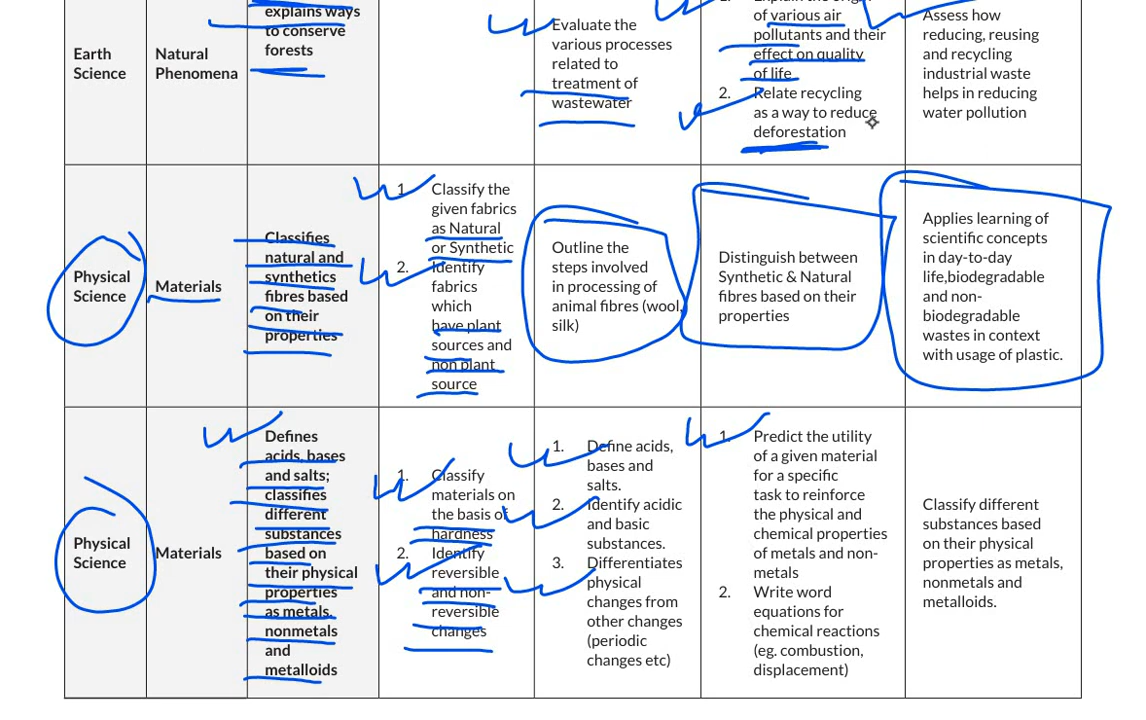 explains ways
to conserve
forests
Earth
Science
Natural
Phenomena
Evaluate the
various processes
related to
treatment of
wastewater
of various air
pollutants and their
effect on quality
of life
2. Relate recycling
as a way to reduce
deforestation
Assess how
reducing, reusing
and recycling
industrial waste
helps in reducing
water pollution
Physical
Science
Materials
Classifies
natural and
synthetics
fibres based
on their
properties
1. Classify the
given fabrics
as Natural
or Synthetic
2. Identify
fabrics
which
have plant
sources and
non plant
source
Outline the
steps involved
in processing of
animal fibres (wool,
silk)
Distinguish between
Synthetic & Natural
fibres based on their
properties
Applies learning of
scientific concepts
in day-to-day
life,biodegradable
and non-
biodegradable
wastes in context
with usage of plastic.
Physical
Science
Materials
Defines
acids, bases
and salts;
classifies
different
substances
based on
their physical
properties
as metals,
nonmetals
and
metalloids
1. Classify
materials on
the basis of
hardness
2. Identify
reversible
and non-
reversible
changes
1. Define acids,
bases and
salts.
2. Identify acidic
and basic
substances.
3. Differentiates
physical
changes from
other changes
(periodic
changes etc)
1. Predict the utility
of a given material
for a specific
task to reinforce
the physical and
chemical properties
of metals and non-
metals
2. Write word
equations for
chemical reactions
(eg. combustion,
displacement)
Classify different
substances based
on their physical
properties as metals,
nonmetals and
metalloids.